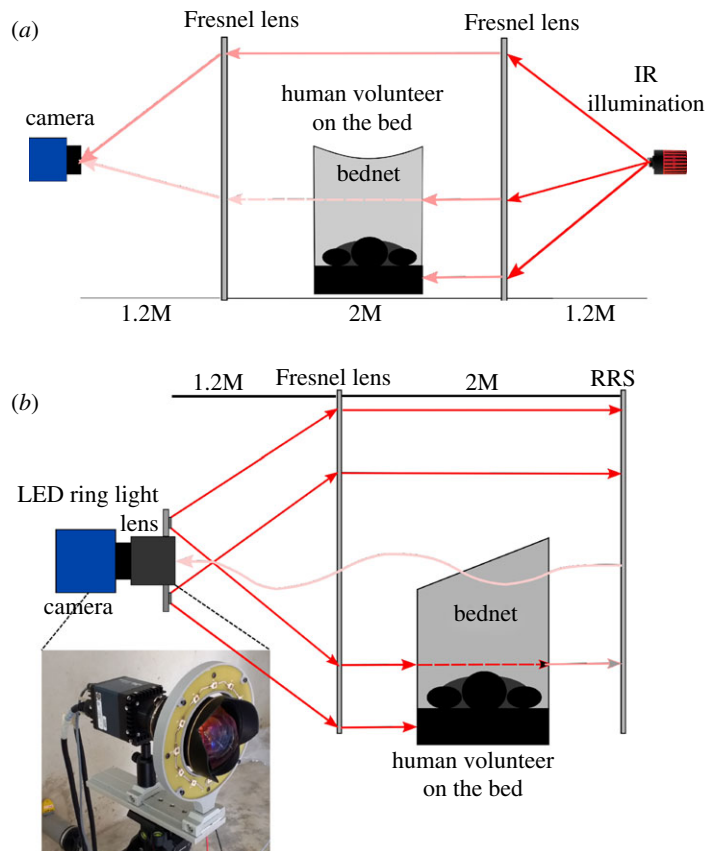 (a)
Fresnel lens
Fresnel lens
human volunteer
on the bed
IR
illumination
camera
bednet
1.2M
2M
1.2M
(b)
1.2M
Fresnel lens
2M
RRS
LED ring light
lens
camera
bednet
human volunteer
on the bed